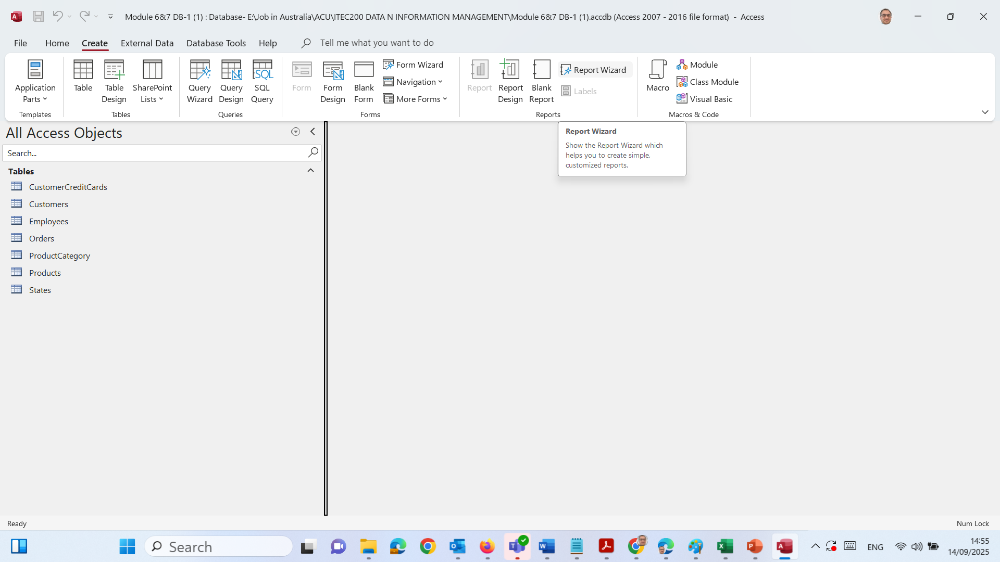 Module 6&7 DB-1 (1) : Database- E:\Job in Australia\ACU\ITEC200 DATA N INFORMATION MANAGEMENT\Module 6&7 DB-1 (1).accdb (Access 2007 - 2016 file format) - Access
File Home Create External Data Database Tools Help Tell me what you want to do
Application Parts
Templates
Table
Table Design
SharePoint Lists
Tables
Query Wizard
Query Design
SQL Query
Queries
Form
Form Design
Blank Form
Form Wizard
Navigation
More Forms
Forms
Report
Report Design
Blank Report
Report Wizard
Labels
Reports
Macro
Module
Class Module
Visual Basic
Macros & Code
Report Wizard
Show the Report Wizard which
helps you to create simple,
customized reports.
All Access Objects
Search...
Tables
CustomerCreditCards
Customers
Employees
Orders
ProductCategory
Products
States
Ready
Num Lock
Search
ENG
14:55
14/09/2025